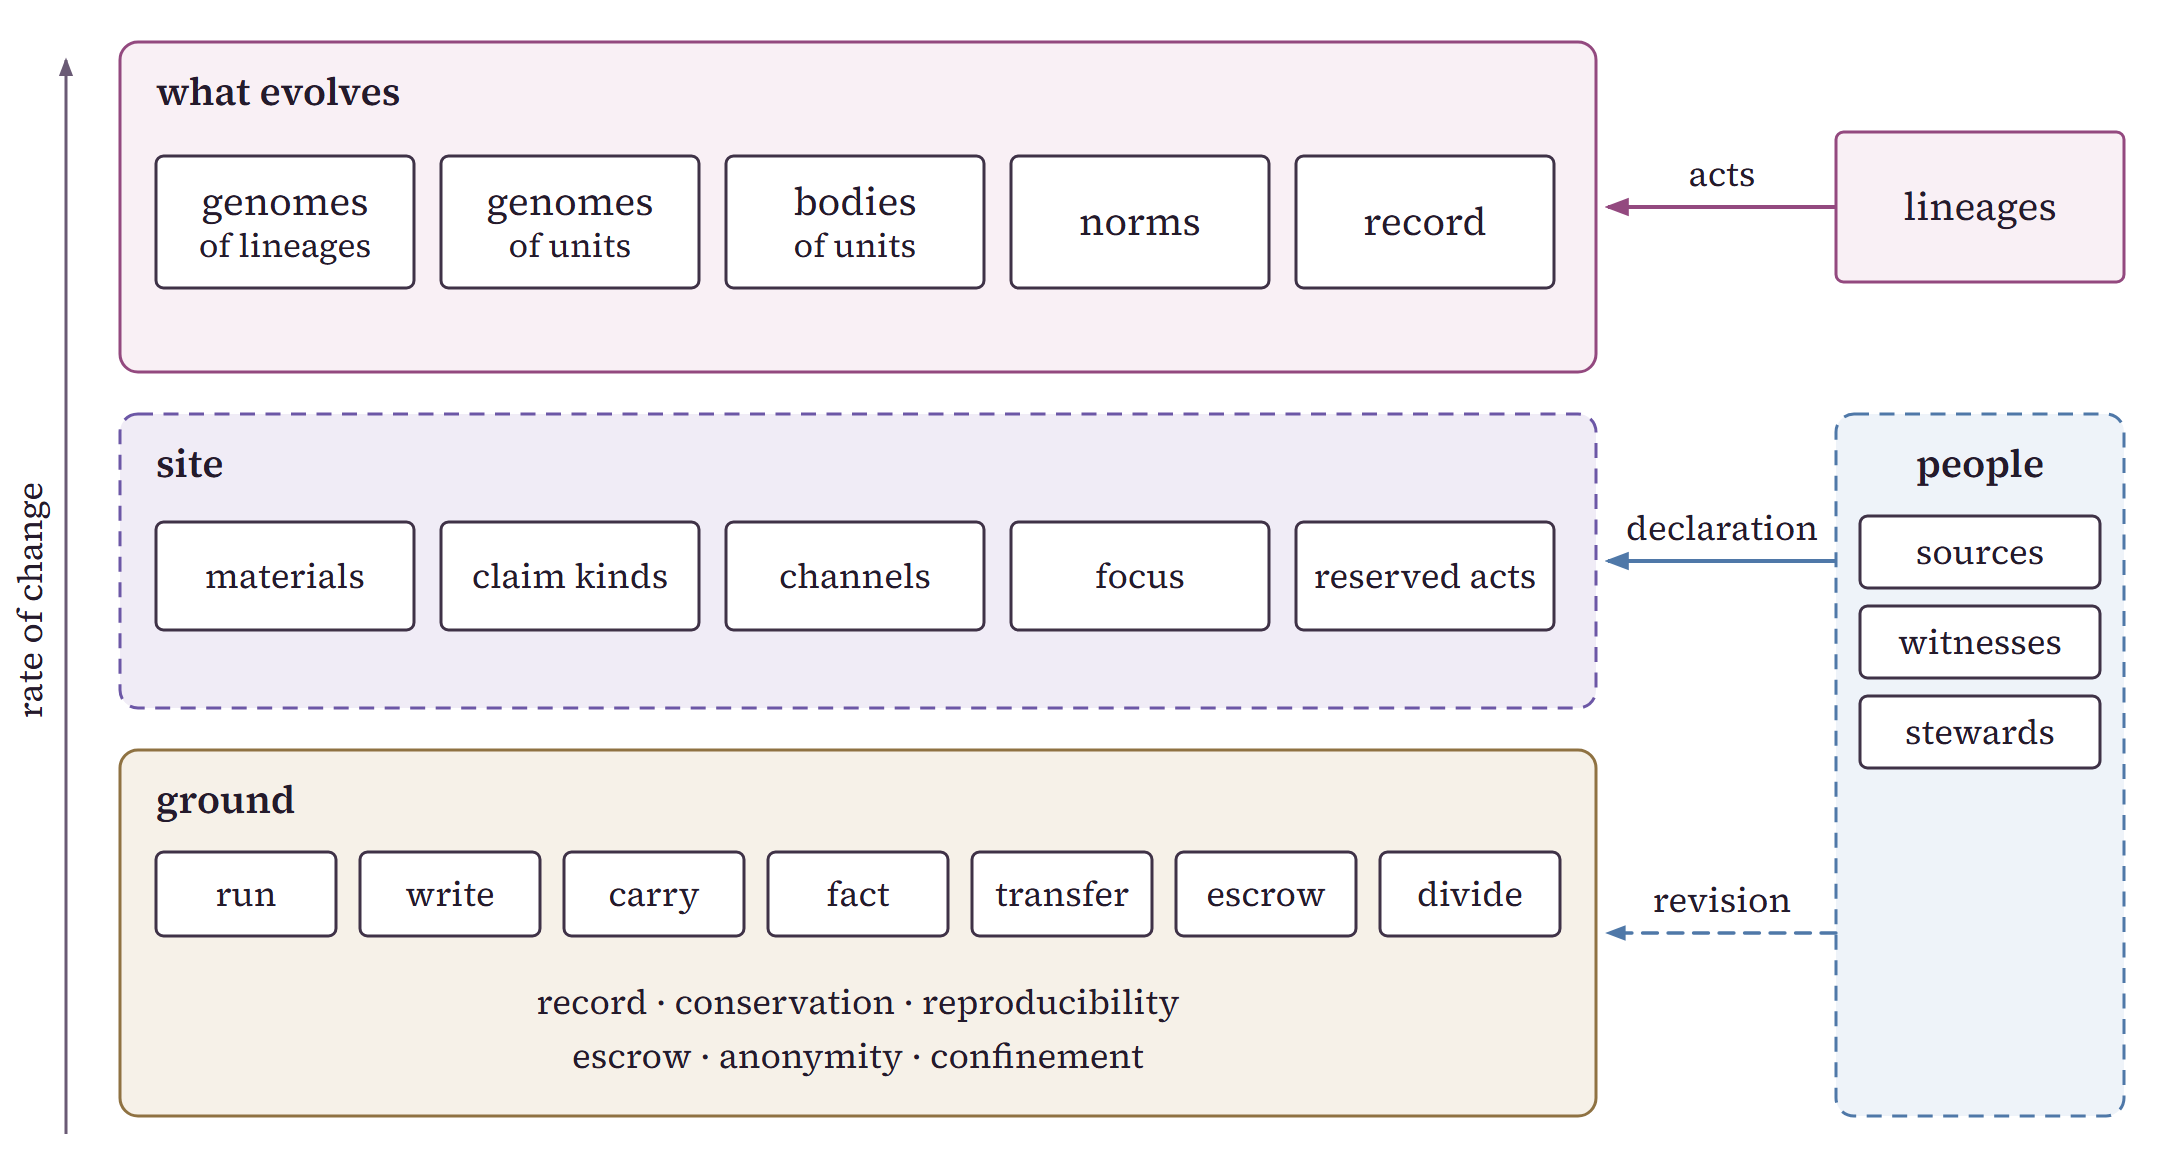 rate of change
what evolves
genomes
of lineages
genomes
of units
bodies
of units
norms
record
acts
lineages
site
materials
claim kinds
channels
focus
reserved acts
declaration
people
sources
witnesses
stewards
ground
run
write
carry
fact
transfer
escrow
divide
record · conservation · reproducibility
escrow · anonymity · confinement
revision